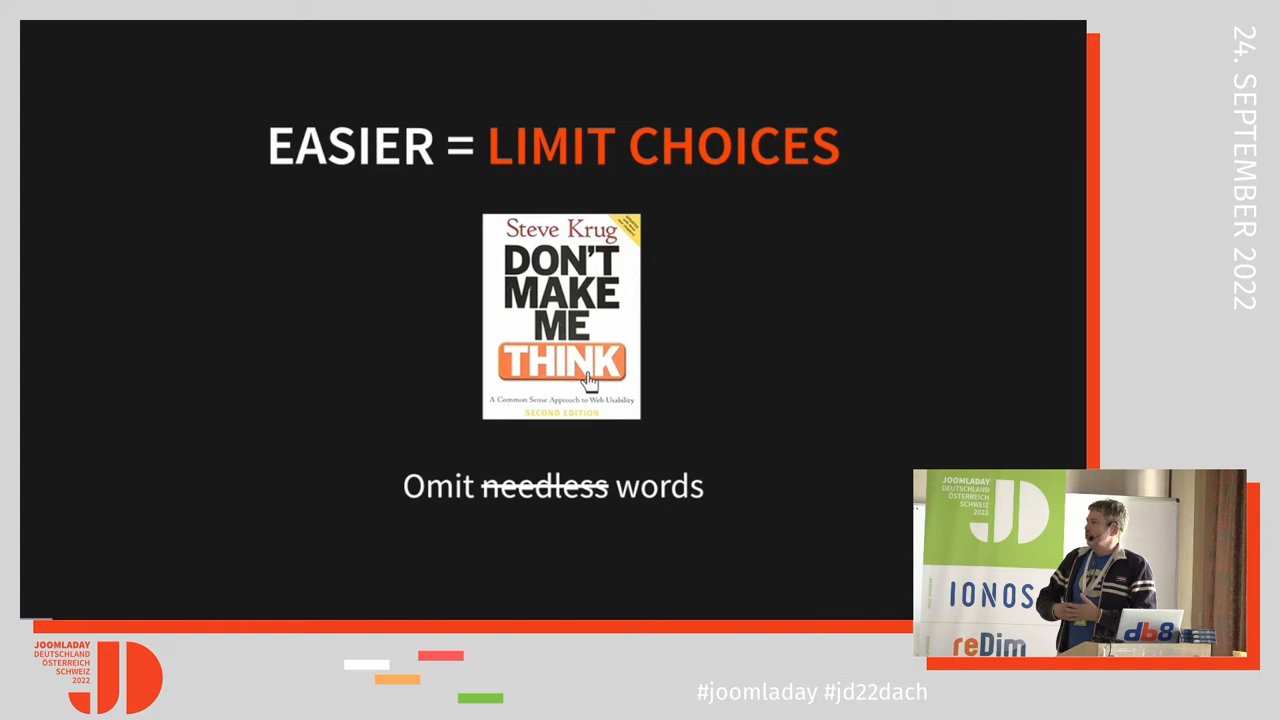 EASIER = LIMIT CHOICES
Steve Krug
DON'T
MAKE
ME
THINK
A Common Sense Approach to Web Usability
SECOND EDITION
Omit needless words
24. SEPTEMBER 2022
JOOMLADAY
DEUTSCHLAND
ÖSTERREICH
SCHWEIZ
2022
JD
IONOS
reDim
db8
JOOMLADAY
DEUTSCHLAND
ÖSTERREICH
SCHWEIZ
2022
JD
#joomladay #jd22dach